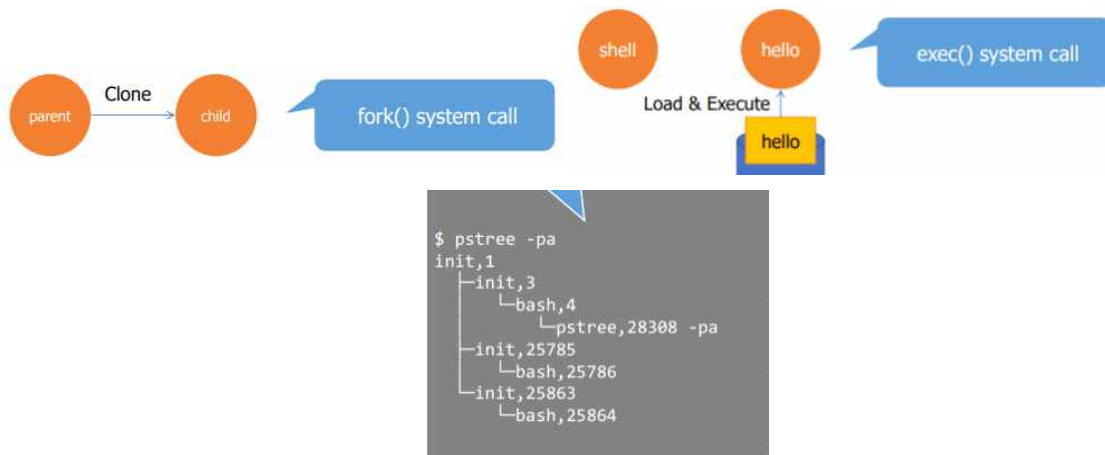 parent
Clone
child
fork() system call
shell
hello
exec() system call
Load & Execute
hello
$ pstree -pa
init,1
├─init,3
│   └─bash,4
│       └─pstree,28308 -pa
├─init,25785
│   └─bash,25786
└─init,25863
    └─bash,25864